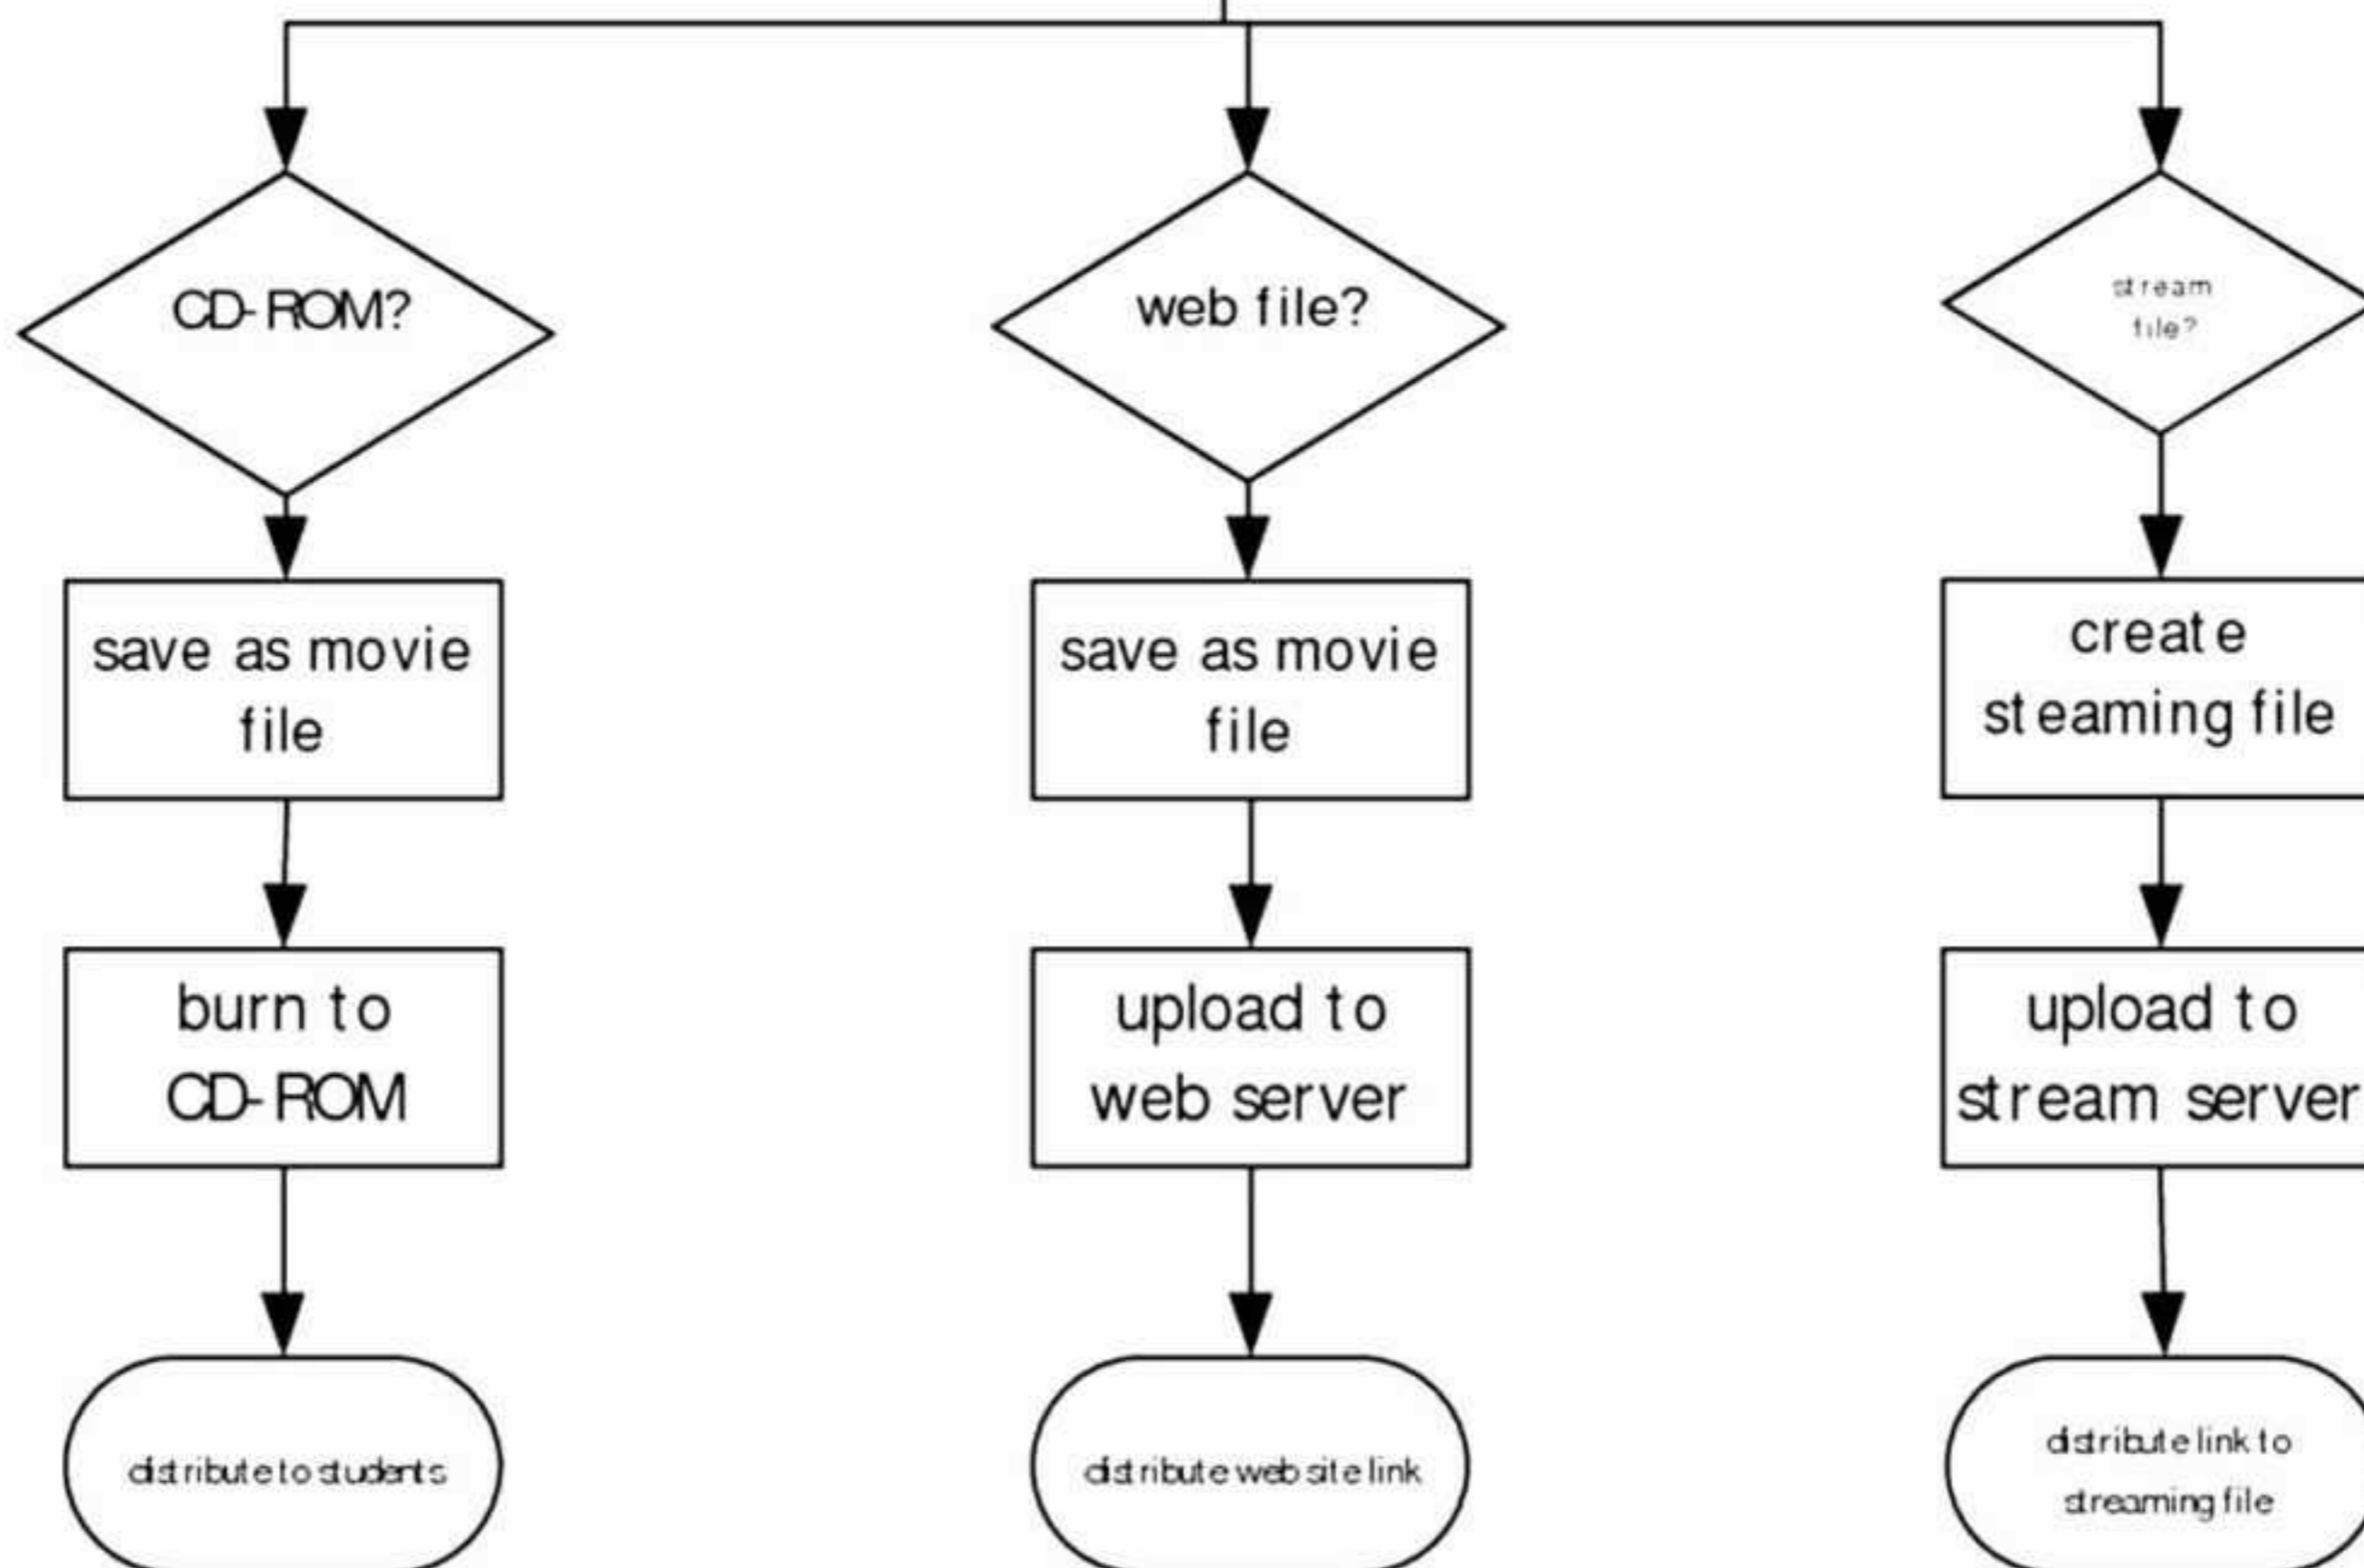 CD-ROM?
web file?
stream
file?
save as movie
file
save as movie
file
create
steaming file
burn to
CD-ROM
upload to
web server
upload to
stream server
distribute to students
distribute web site link
distribute link to
streaming file